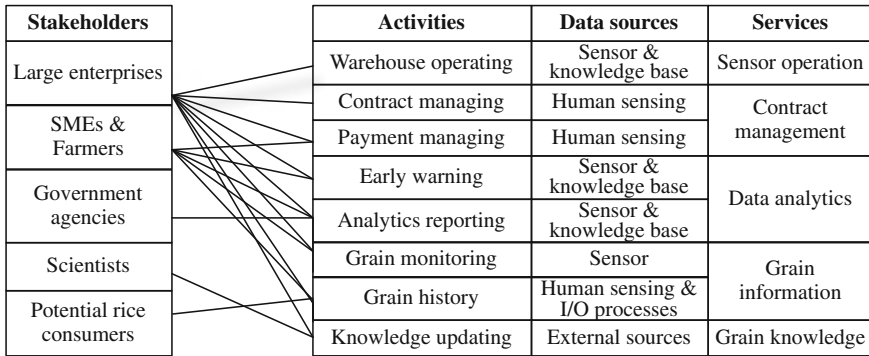 Stakeholders
Large enterprises
SMEs &
Farmers
Government
agencies
Scientists
Potential rice
consumers
Activities Data sources Services
Warehouse operating Sensor &
knowledge base Sensor operation
Contract managing Human sensing Contract
management
Payment managing Human sensing
Early warning Sensor &
knowledge base Data analytics
Analytics reporting Sensor &
knowledge base
Grain monitoring Sensor Grain
information
Grain history Human sensing &
I/O processes
Knowledge updating External sources Grain knowledge